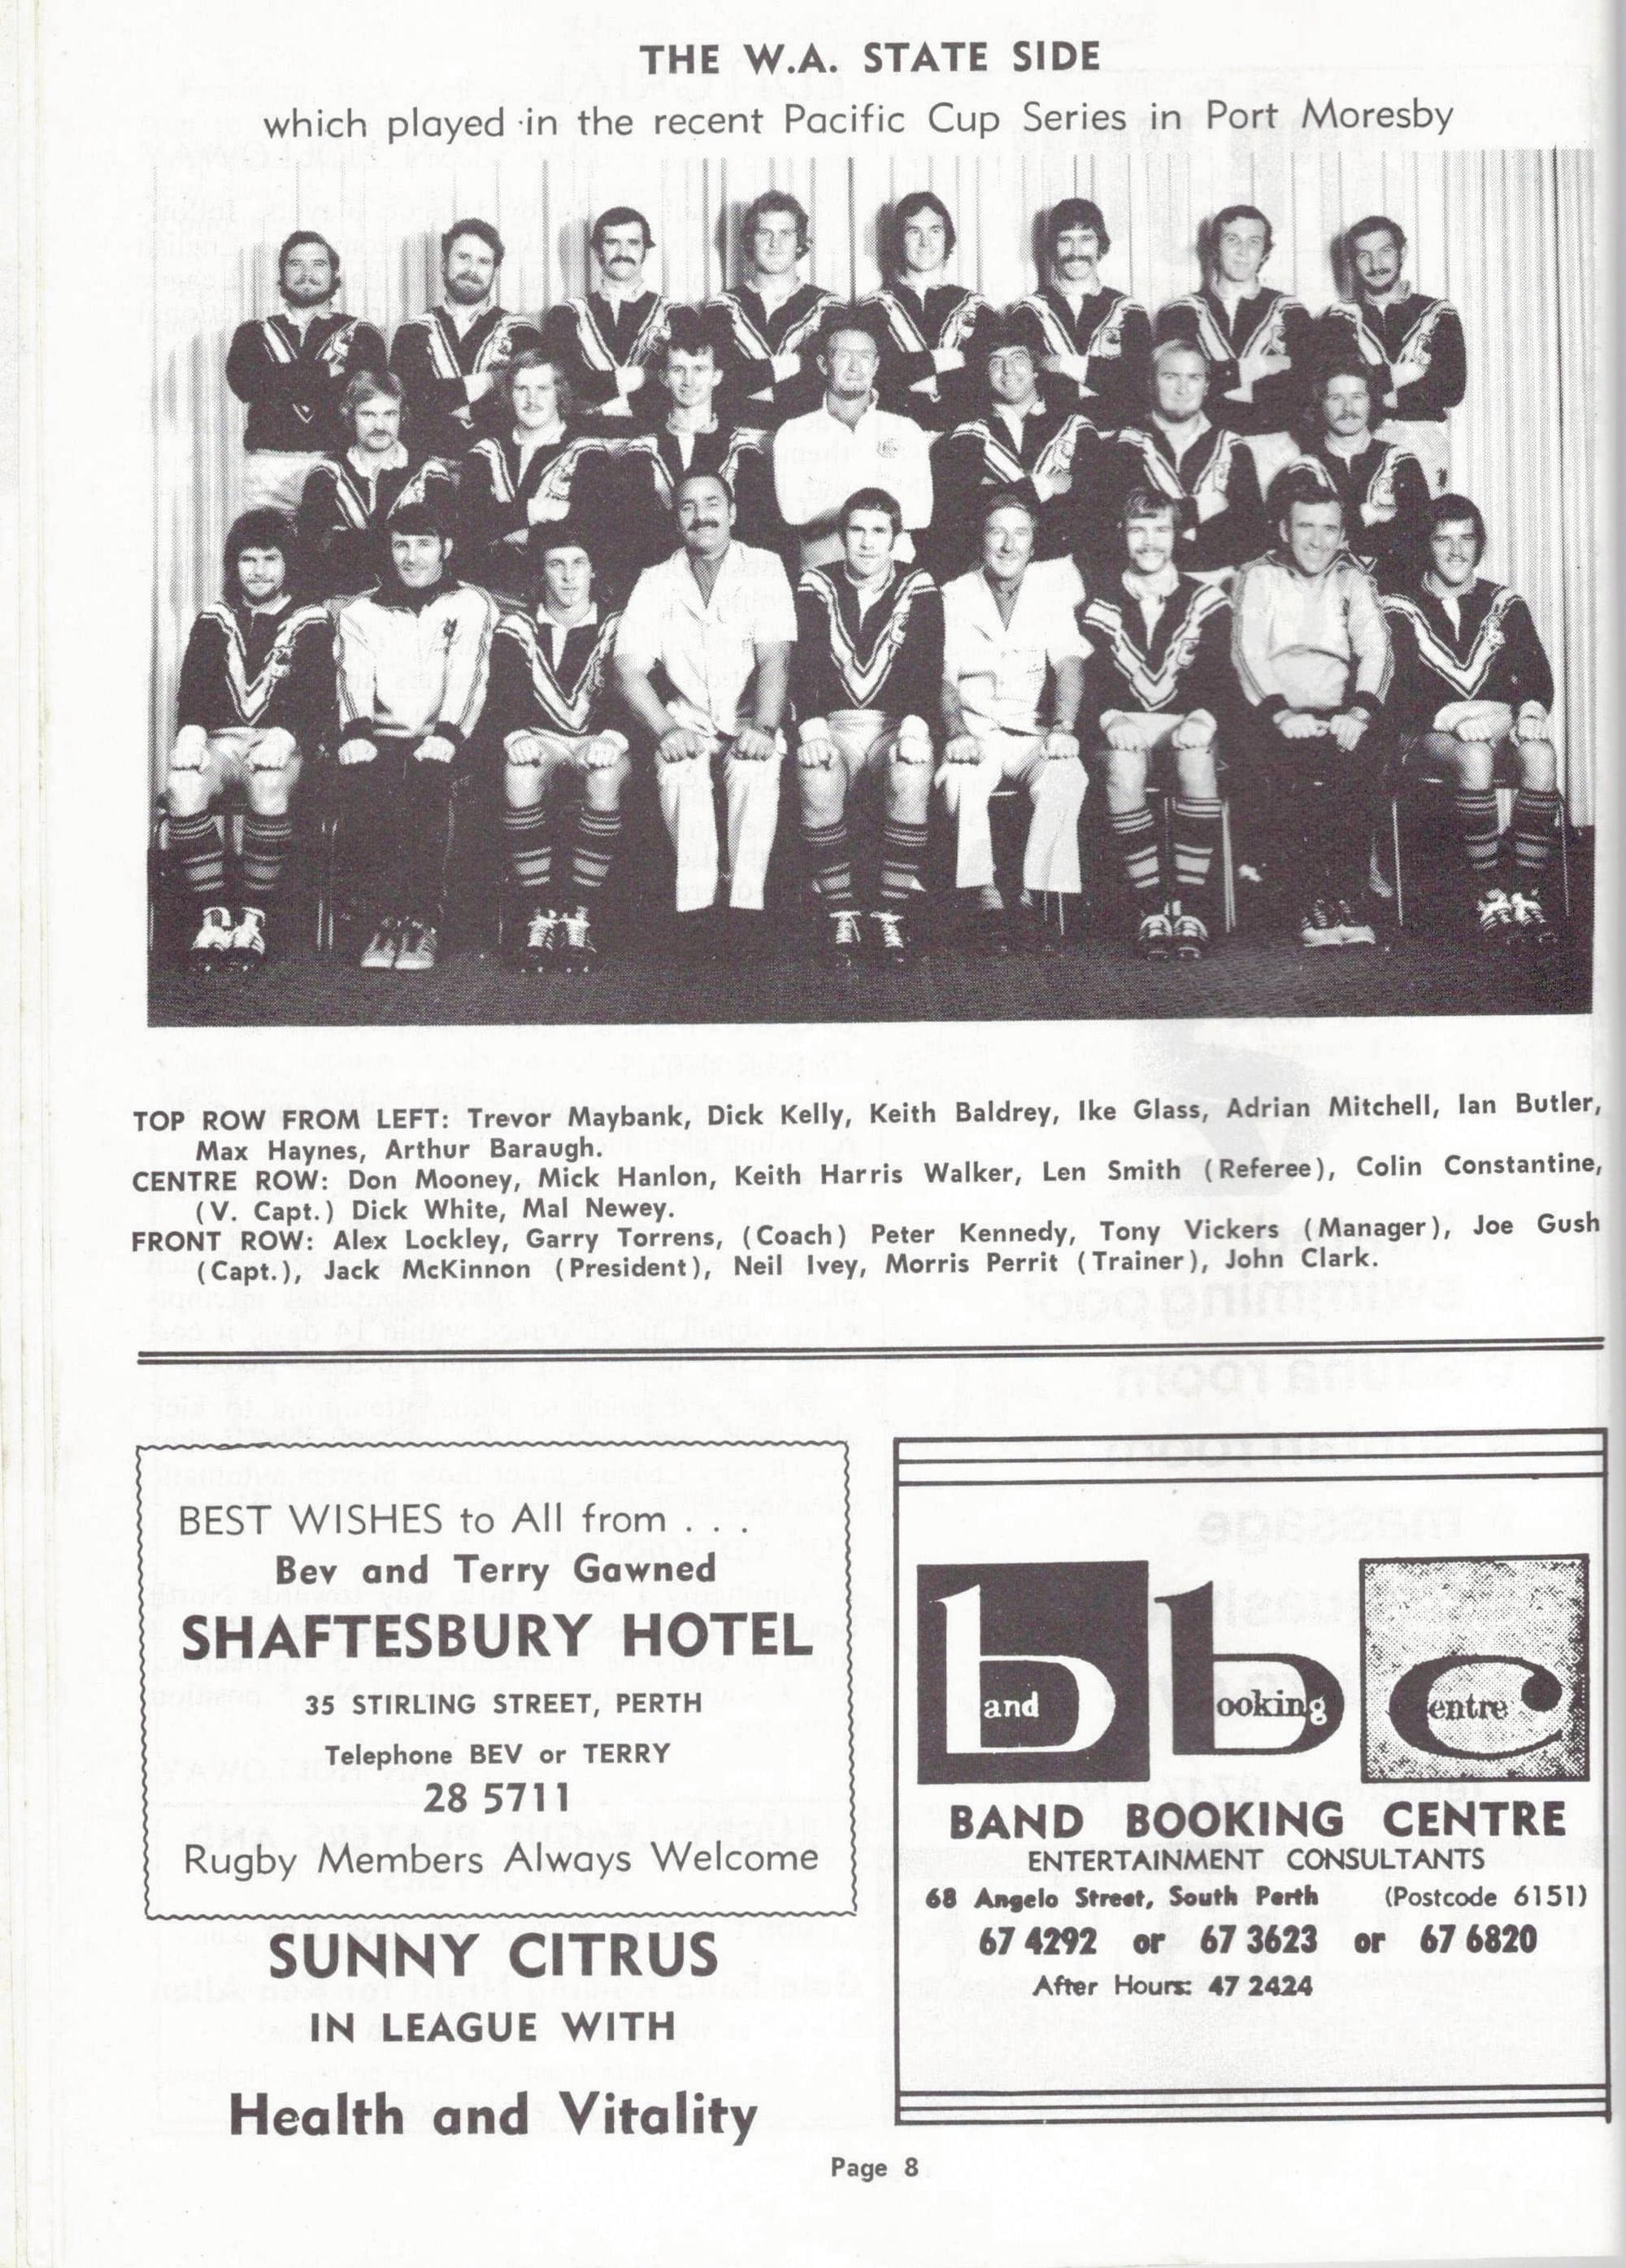 THE W.A. STATE SIDE
which played in the recent Pacific Cup Series in Port Moresby
TOP ROW FROM LEFT: Trevor Maybank, Dick Kelly, Keith Baldrey, Ike Glass, Adrian Mitchell, Ian Butler,
Max Haynes, Arthur Baraugh.
CENTRE ROW: Don Mooney, Mick Hanlon, Keith Harris Walker, Len Smith (Referee), Colin Constantine,
(V. Capt.) Dick White, Mal Newey.
FRONT ROW: Alex Lockley, Garry Torrens, (Coach) Peter Kennedy, Tony Vickers (Manager), Joe Gush
(Capt.), Jack McKinnon (President), Neil Ivey, Morris Perrit (Trainer), John Clark.
BEST WISHES to All from . . .
Bev and Terry Gawned
SHAFTESBURY HOTEL
35 STIRLING STREET, PERTH
Telephone BEV or TERRY
28 5711
Rugby Members Always Welcome
SUNNY CITRUS
IN LEAGUE WITH
Health and Vitality
band booking centre
BAND BOOKING CENTRE
ENTERTAINMENT CONSULTANTS
68 Angelo Street, South Perth (Postcode 6151)
67 4292 or 67 3623 or 67 6820
After Hours: 47 2424
Page 8